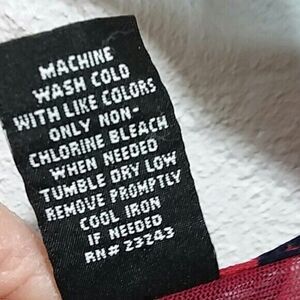 MACHINE
WASH COLD
WITH LIKE COLORS
ONLY NON-
CHLORINE BLEACH
WHEN NEEDED
TUMBLE DRY LOW
REMOVE PROMPTLY
COOL IRON
IF NEEDED
RN# 23243